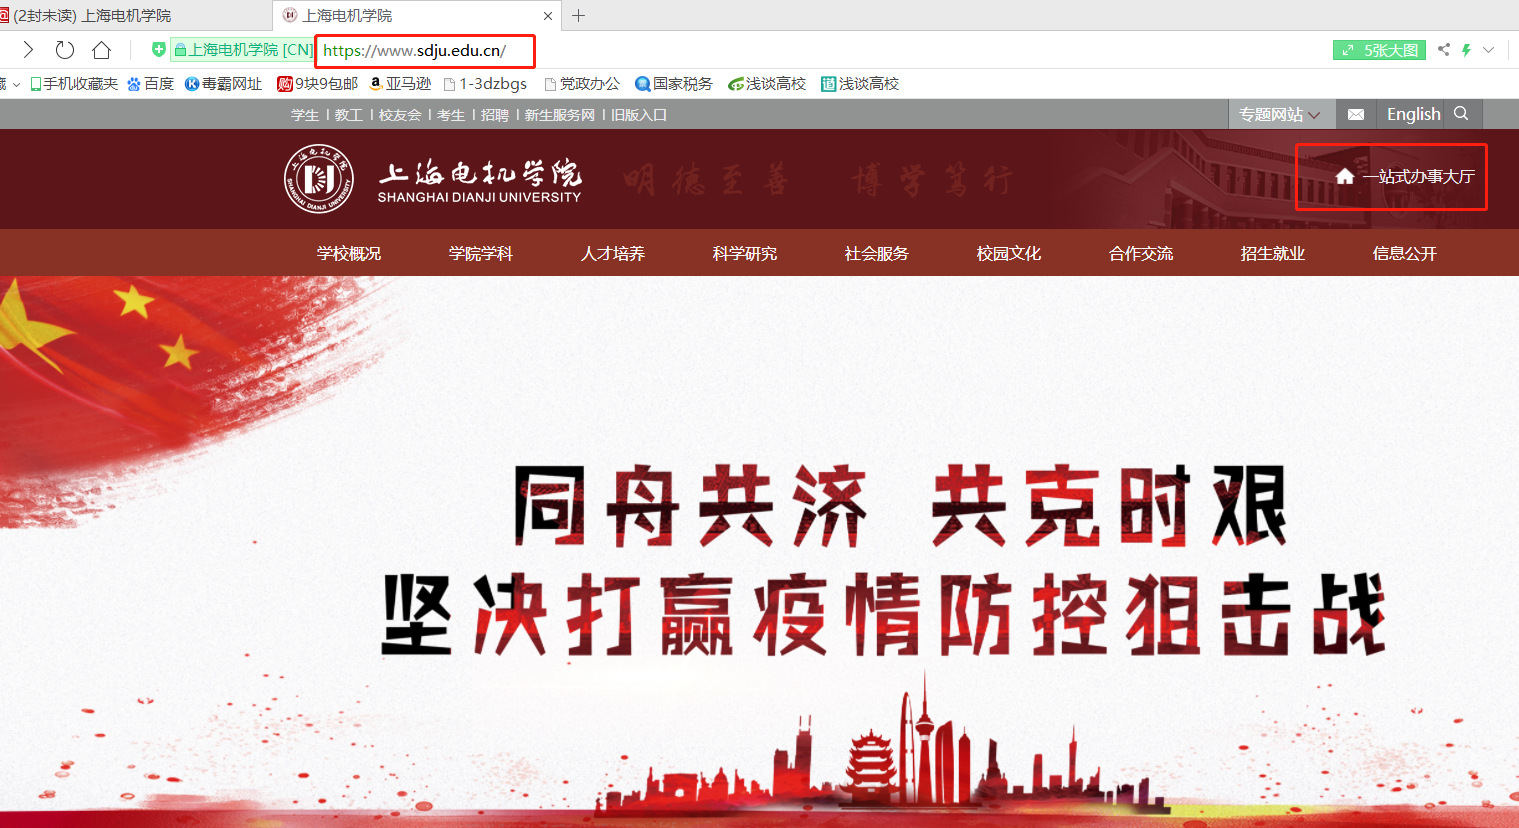 (2封未读) 上海电机学院
上海电机学院
上海电机学院 [CN]
https://www.sdju.edu.cn/
5张大图
藏
手机收藏夹
百度
毒霸网址
购
9块9包邮
亚马逊
1-3dzbgs
党政办公
国家税务
浅谈高校
浅谈高校
学生 | 教工 | 校友会 | 考生 | 招聘 | 新生服务网 | 旧版入口
专题网站
English
上海电机学院
SHANGHAI DIANJI UNIVERSITY
明德至善 博学笃行
一站式办事大厅
学校概况
学院学科
人才培养
科学研究
社会服务
校园文化
合作交流
招生就业
信息公开
同舟共济 共克时艰
坚决打赢疫情防控狙击战